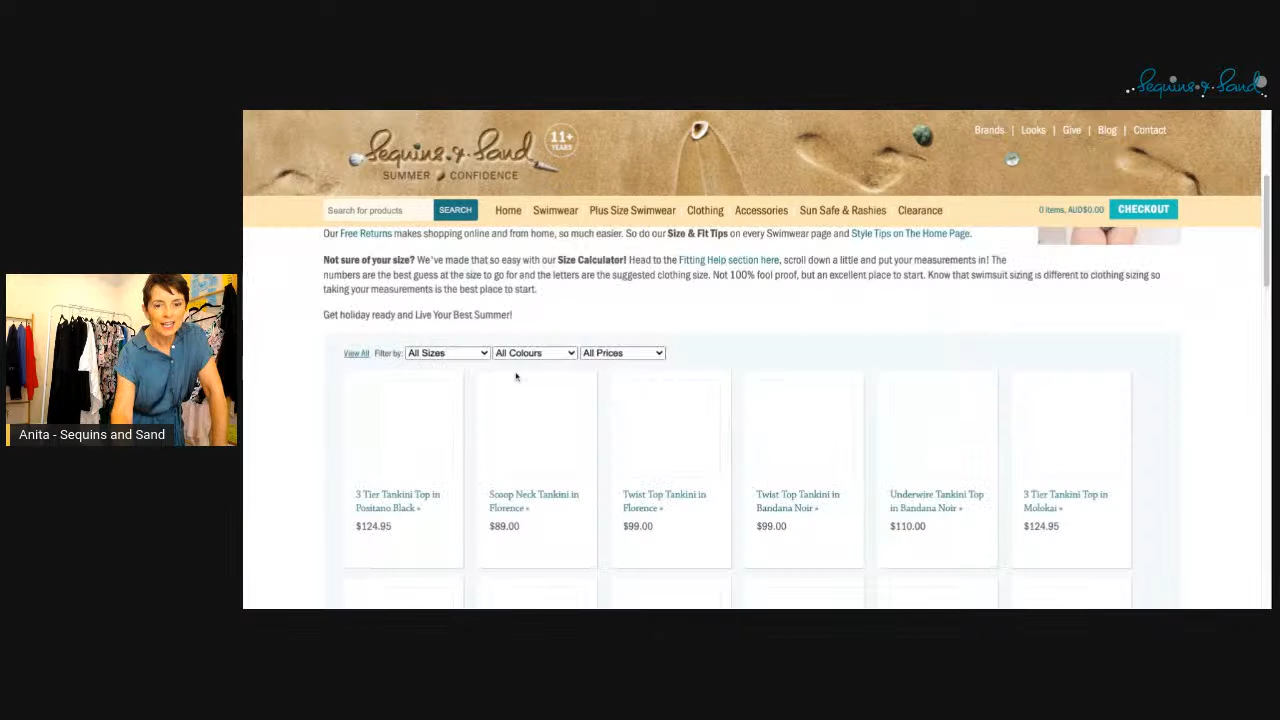 Sequins & Sand
Sequins & Sand
SUMMER CONFIDENCE
11+
YEARS
Brands | Looks | Give | Blog | Contact
Search for products SEARCH Home Swimwear Plus Size Swimwear Clothing Accessories Sun Safe & Rashies Clearance 0 items, AUD$0.00 CHECKOUT
Our Free Returns makes shopping online and from home, so much easier. So do our Size & Fit Tips on every Swimwear page and Style Tips on The Home Page.
Not sure of your size? We've made that so easy with our Size Calculator! Head to the Fitting Help section here, scroll down a little and put your measurements in! The
numbers are the best guess at the size to go for and the letters are the suggested clothing size. Not 100% fool proof, but an excellent place to start. Know that swimsuit sizing is different to clothing sizing so
taking your measurements is the best place to start.
Get holiday ready and Live Your Best Summer!
View All Filter by: All Sizes All Colours All Prices
3 Tier Tankini Top in
Positano Black »
$124.95
Scoop Neck Tankini in
Florence »
$89.00
Twist Top Tankini in
Florence »
$99.00
Twist Top Tankini in
Bandana Noir »
$99.00
Underwire Tankini Top
in Bandana Noir »
$110.00
3 Tier Tankini Top in
Molokai »
$124.95
Anita - Sequins and Sand